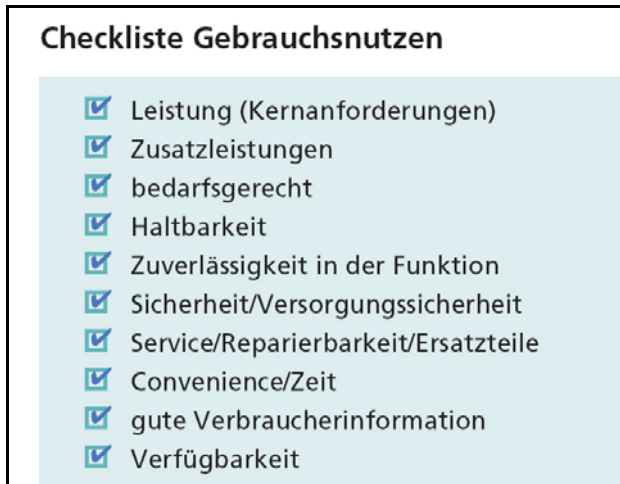 Checkliste Gebrauchsnutzen
Leistung (Kernanforderungen)
Zusatzleistungen
bedarfsgerecht
Haltbarkeit
Zuverlässigkeit in der Funktion
Sicherheit/Versorgungssicherheit
Service/Reparierbarkeit/Ersatzteile
Convenience/Zeit
gute Verbraucherinformation
Verfügbarkeit